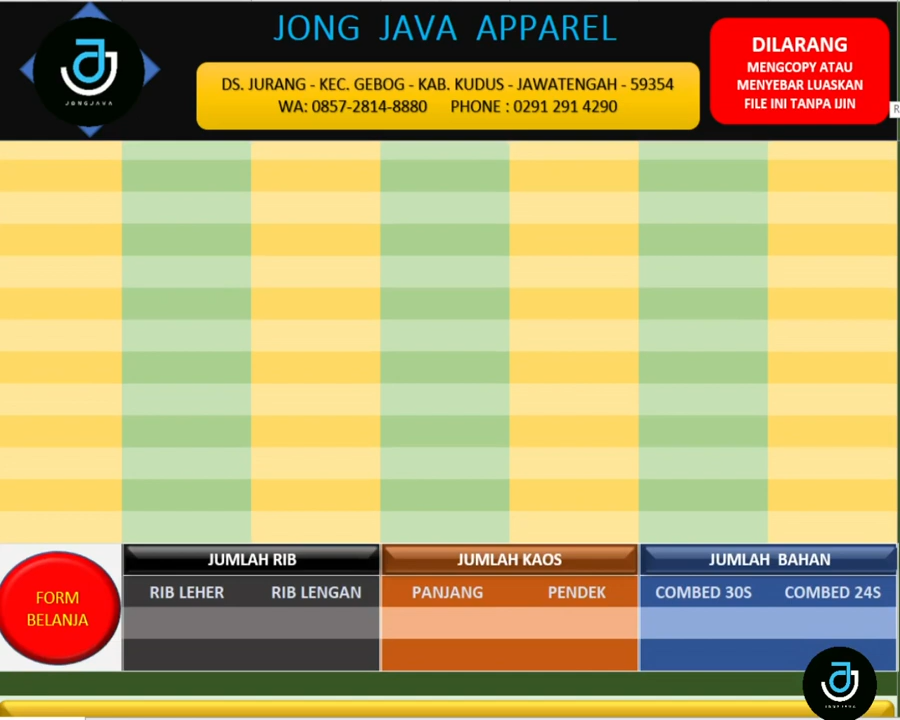 JONG JAVA APPAREL
DS. JURANG - KEC. GEBOG - KAB. KUDUS - JAWATENGAH - 59354
WA: 0857-2814-8880 PHONE : 0291 291 4290
DILARANG
MENGCOPY ATAU
MENYEBAR LUASKAN
FILE INI TANPA IJIN
JONGJAVA
R
JUMLAH RIB
JUMLAH KAOS
JUMLAH BAHAN
FORM
BELANJA
RIB LEHER
RIB LENGAN
PANJANG
PENDEK
COMBED 30S
COMBED 24S
JONGJAVA